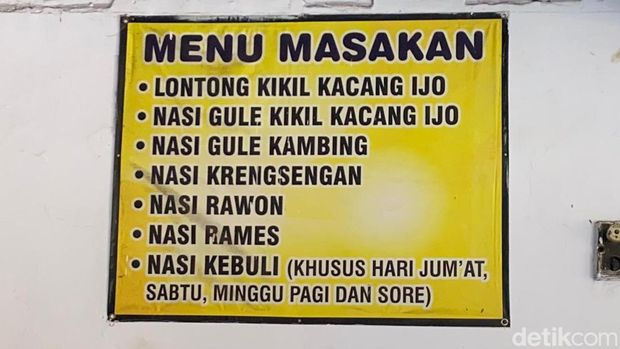 MENU MASAKAN
• LONTONG KIKIL KACANG IJO
• NASI GULE KIKIL KACANG IJO
• NASI GULE KAMBING
• NASI KRENGSENGAN
• NASI RAWON
• NASI RAMES
• NASI KEBULI (KHUSUS HARI JUM'AT,
SABTU, MINGGU PAGI DAN SORE)
detikcom